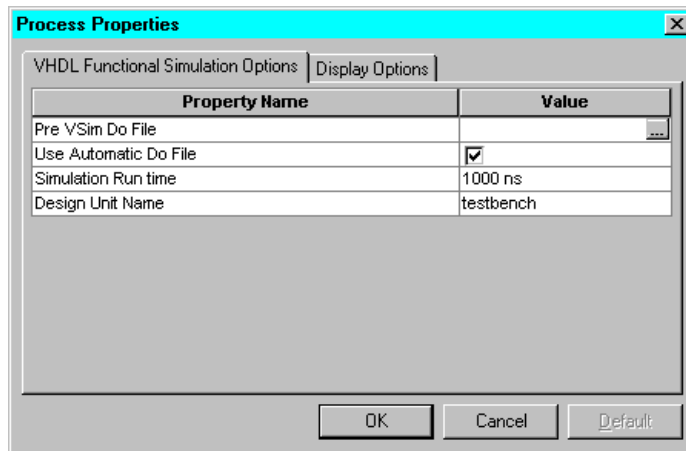 Process Properties
VHDL Functional Simulation Options Display Options
Property Name Value
Pre VSim Do File ...
Use Automatic Do File
Simulation Run time 1000 ns
Design Unit Name testbench
OK Cancel Default